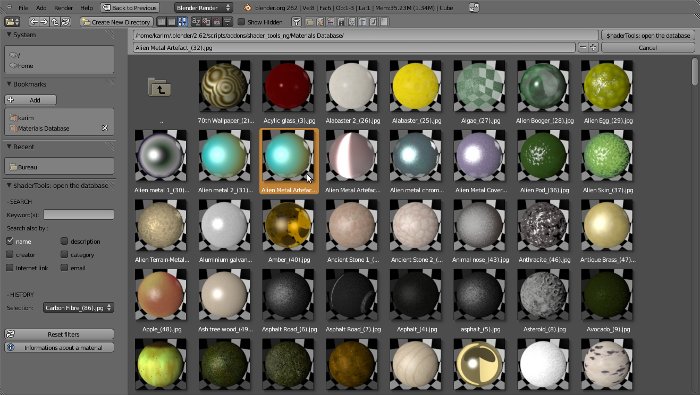 File Add Render Help Back to Previous Blender Render blender.org 262 | Ve:8 | Fa:6 | Ob:1-3 | La:1 | Mem:35.23M (1.34M) | Cube
Create New Directory Show Hidden
System
/
Home
Bookmarks
Add
karim
Materials Database
Recent
Bureau
ShaderTools: open the database
SEARCH
Keyword(s):
Search also by :
name description
creator category
Internet link email
HISTORY
Selection: Carbon Fibre_(86).jpg
Reset filters
Informations about a material
/home/karim/.blender/2.62/scripts/addons/shader_tools_ng/Materials Database/ ShaderTools: open the database
Alien Metal Artefact_(32).jpg Cancel
.. 70th Wallpaper_(2)... Acylic glass_(3).jpg Alabaster 2_(26).jpg Alabaster_(25).jpg Algae_(27).jpg Alien Booger_(28).jpg Alien Egg_(29).jpg
Alien metal 1_(30)... Alien metal 2_(31)... Alien Metal Artefac... Alien Metal Artefac... Alien metal chrom... Alien Metal Cover... Alien Pod_(36).jpg Alien Skin_(37).jpg
Alien Terrain-Metal... Aluminium galvan... Amber_(40).jpg Ancient Stone 1_(... Ancient Stone 2_(... Animal nose_(43).jpg Anthracite_(46).jpg Antique Brass_(47)...
Apple_(48).jpg Ash tree wood_(49... Asphalt Road_(6).jpg Asphalt Road_(7).jpg Asphalt_(4).jpg asphalt_(5).jpg Asteroid_(8).jpg Avocado_(9).jpg